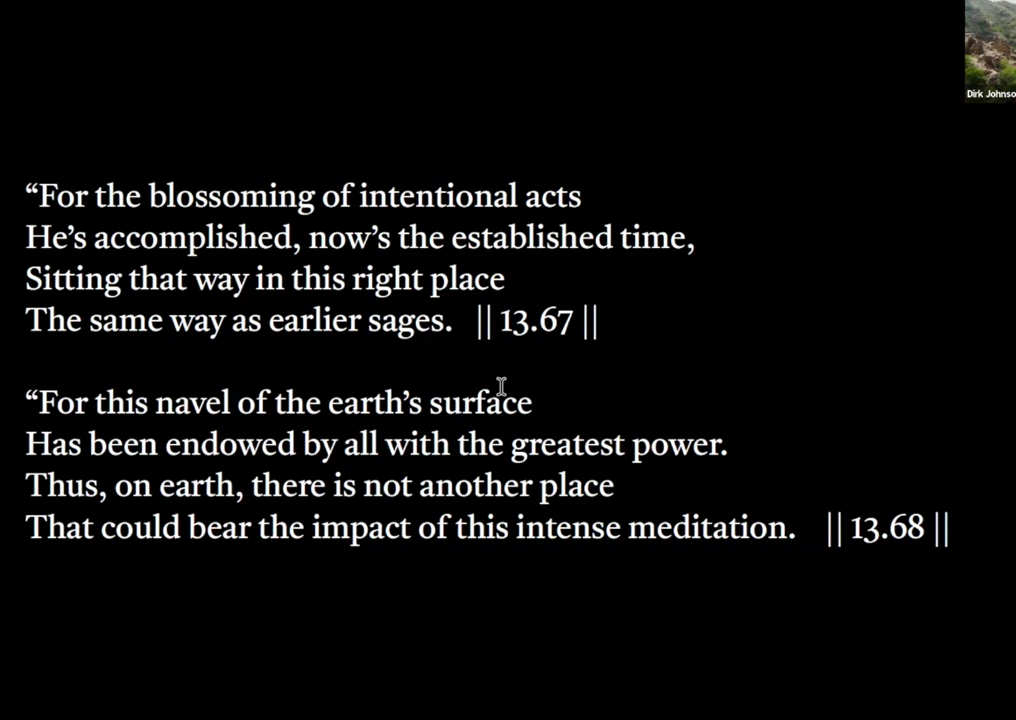 Dirk Johnso
“For the blossoming of intentional acts
He’s accomplished, now’s the established time,
Sitting that way in this right place
The same way as earlier sages. || 13.67 ||
“For this navel of the earth’s surface
Has been endowed by all with the greatest power.
Thus, on earth, there is not another place
That could bear the impact of this intense meditation. || 13.68 ||